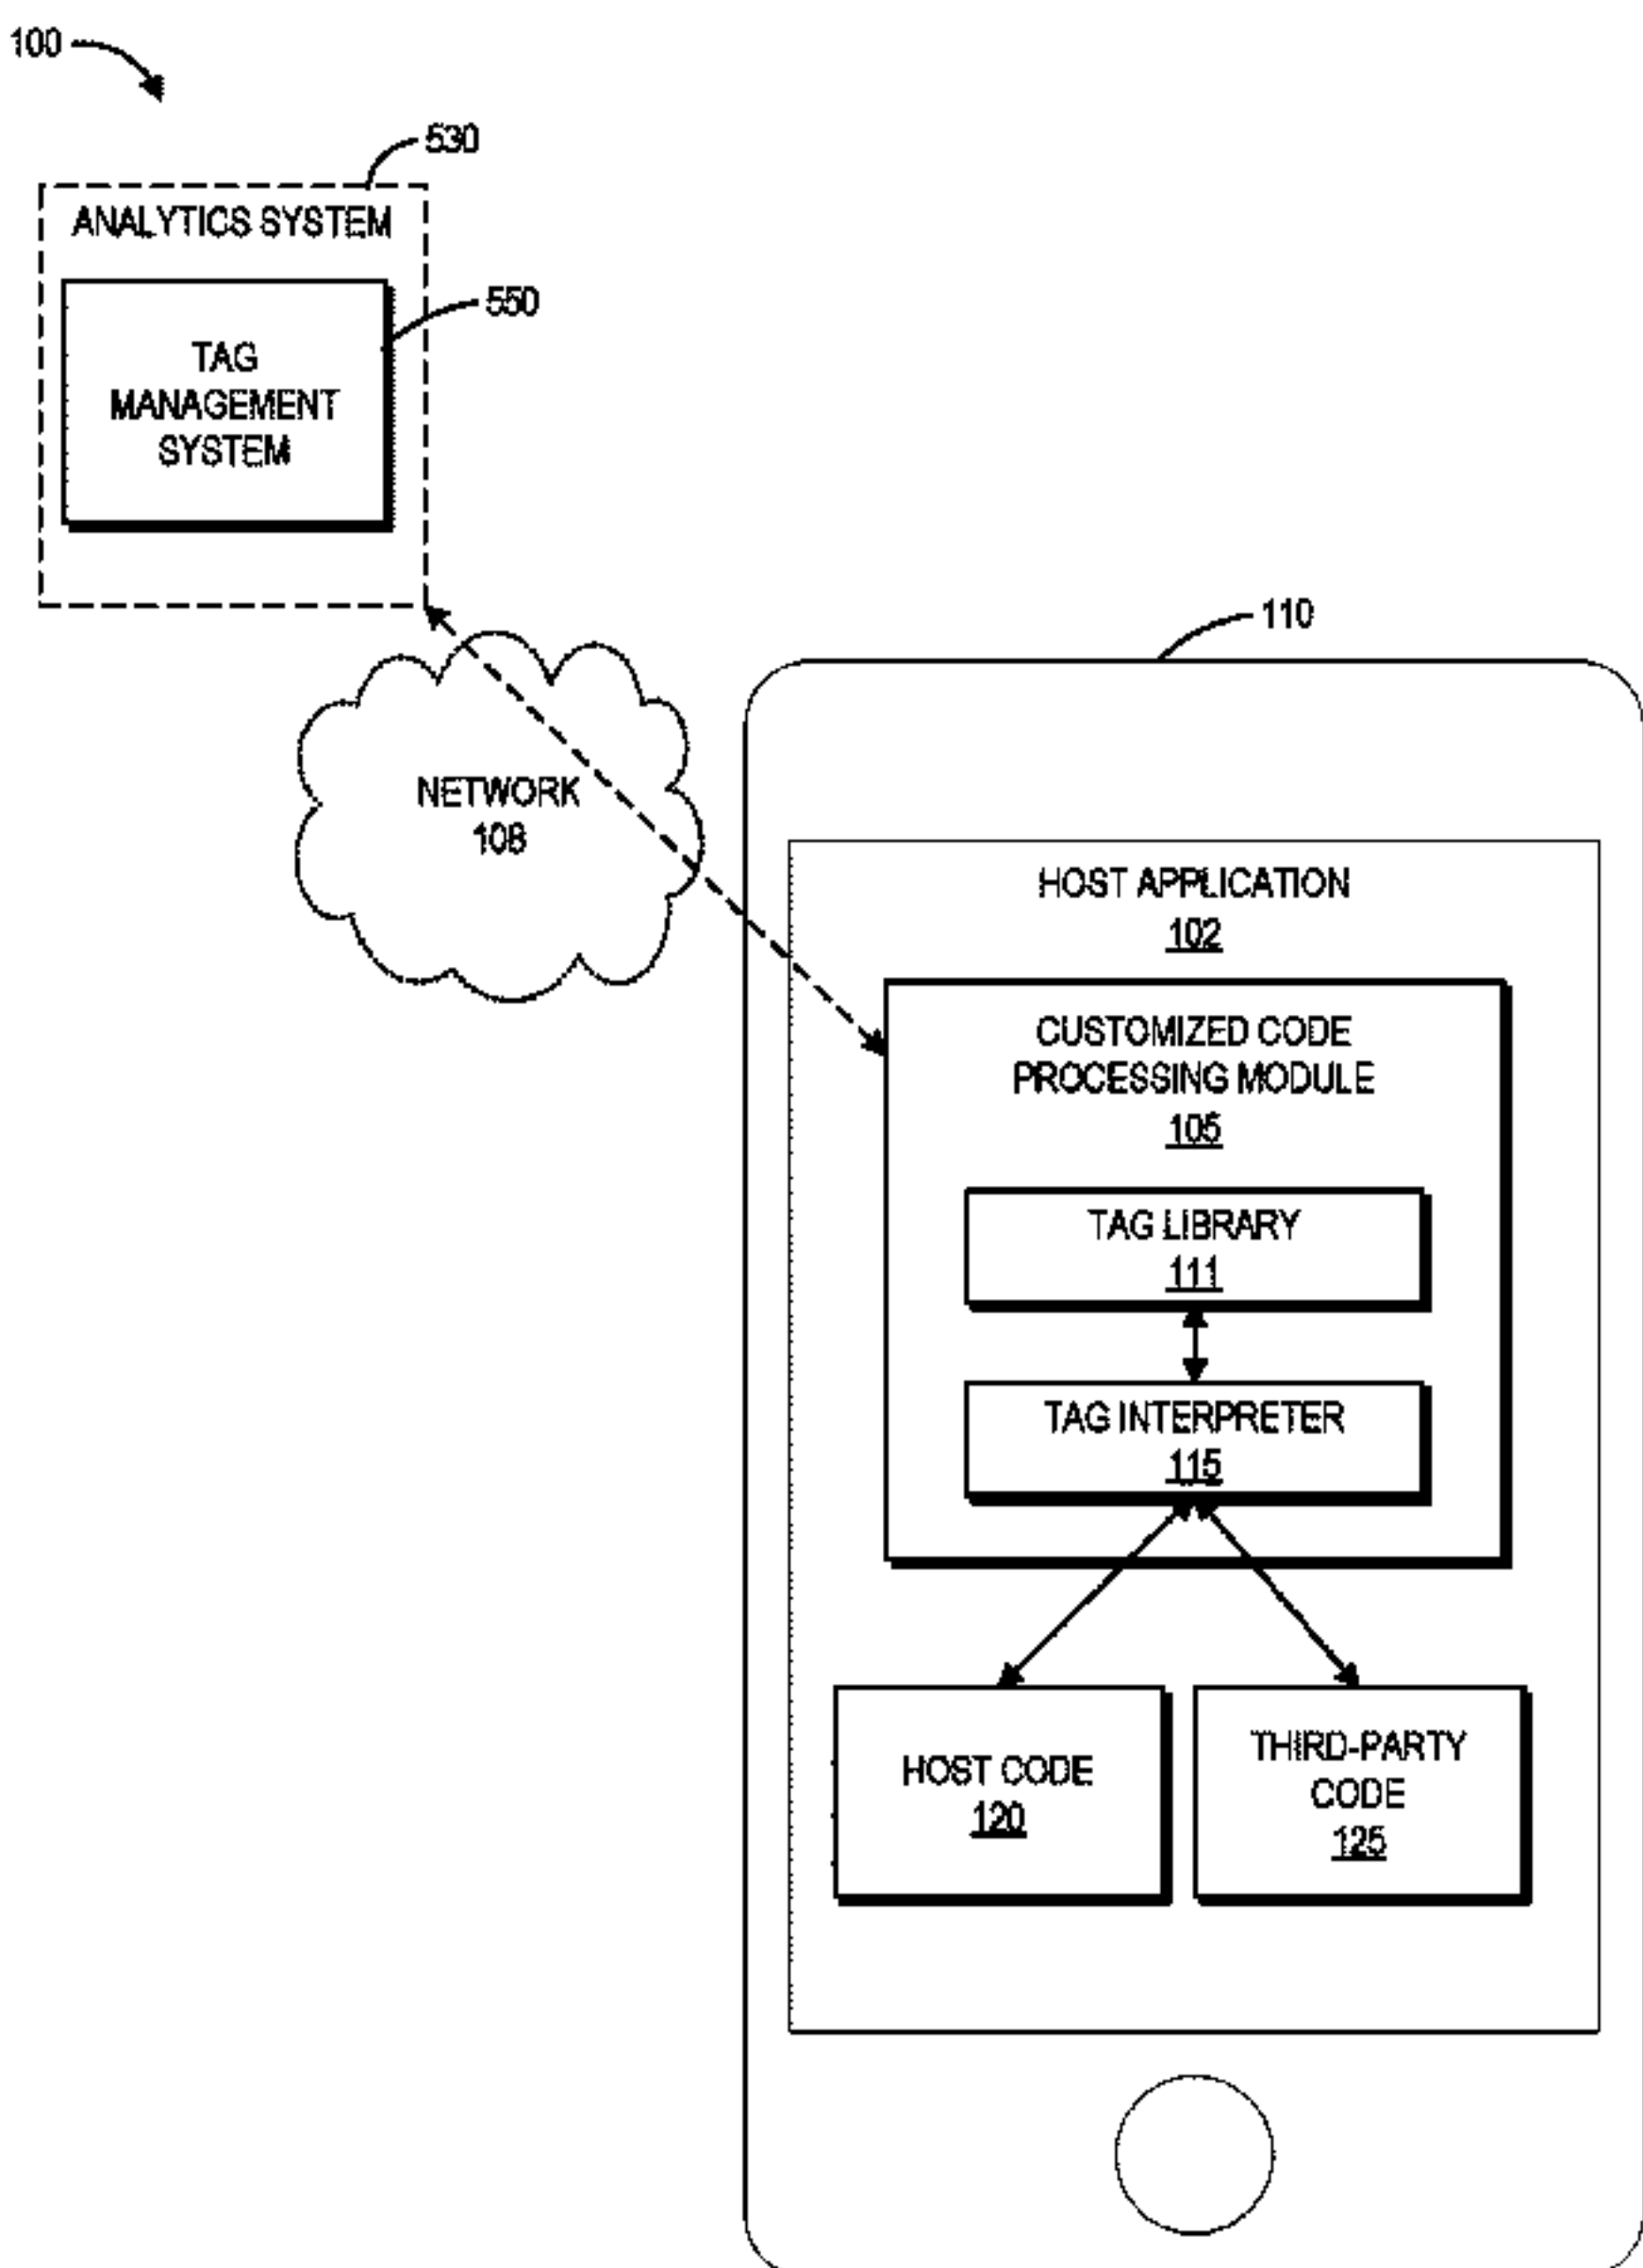 100
530
ANALYTICS SYSTEM
550
TAG
MANAGEMENT
SYSTEM
110
NETWORK
108
HOST APPLICATION
102
CUSTOMIZED CODE
PROCESSING MODULE
105
TAG LIBRARY
111
TAG INTERPRETER
115
HOST CODE
120
THIRD-PARTY
CODE
125